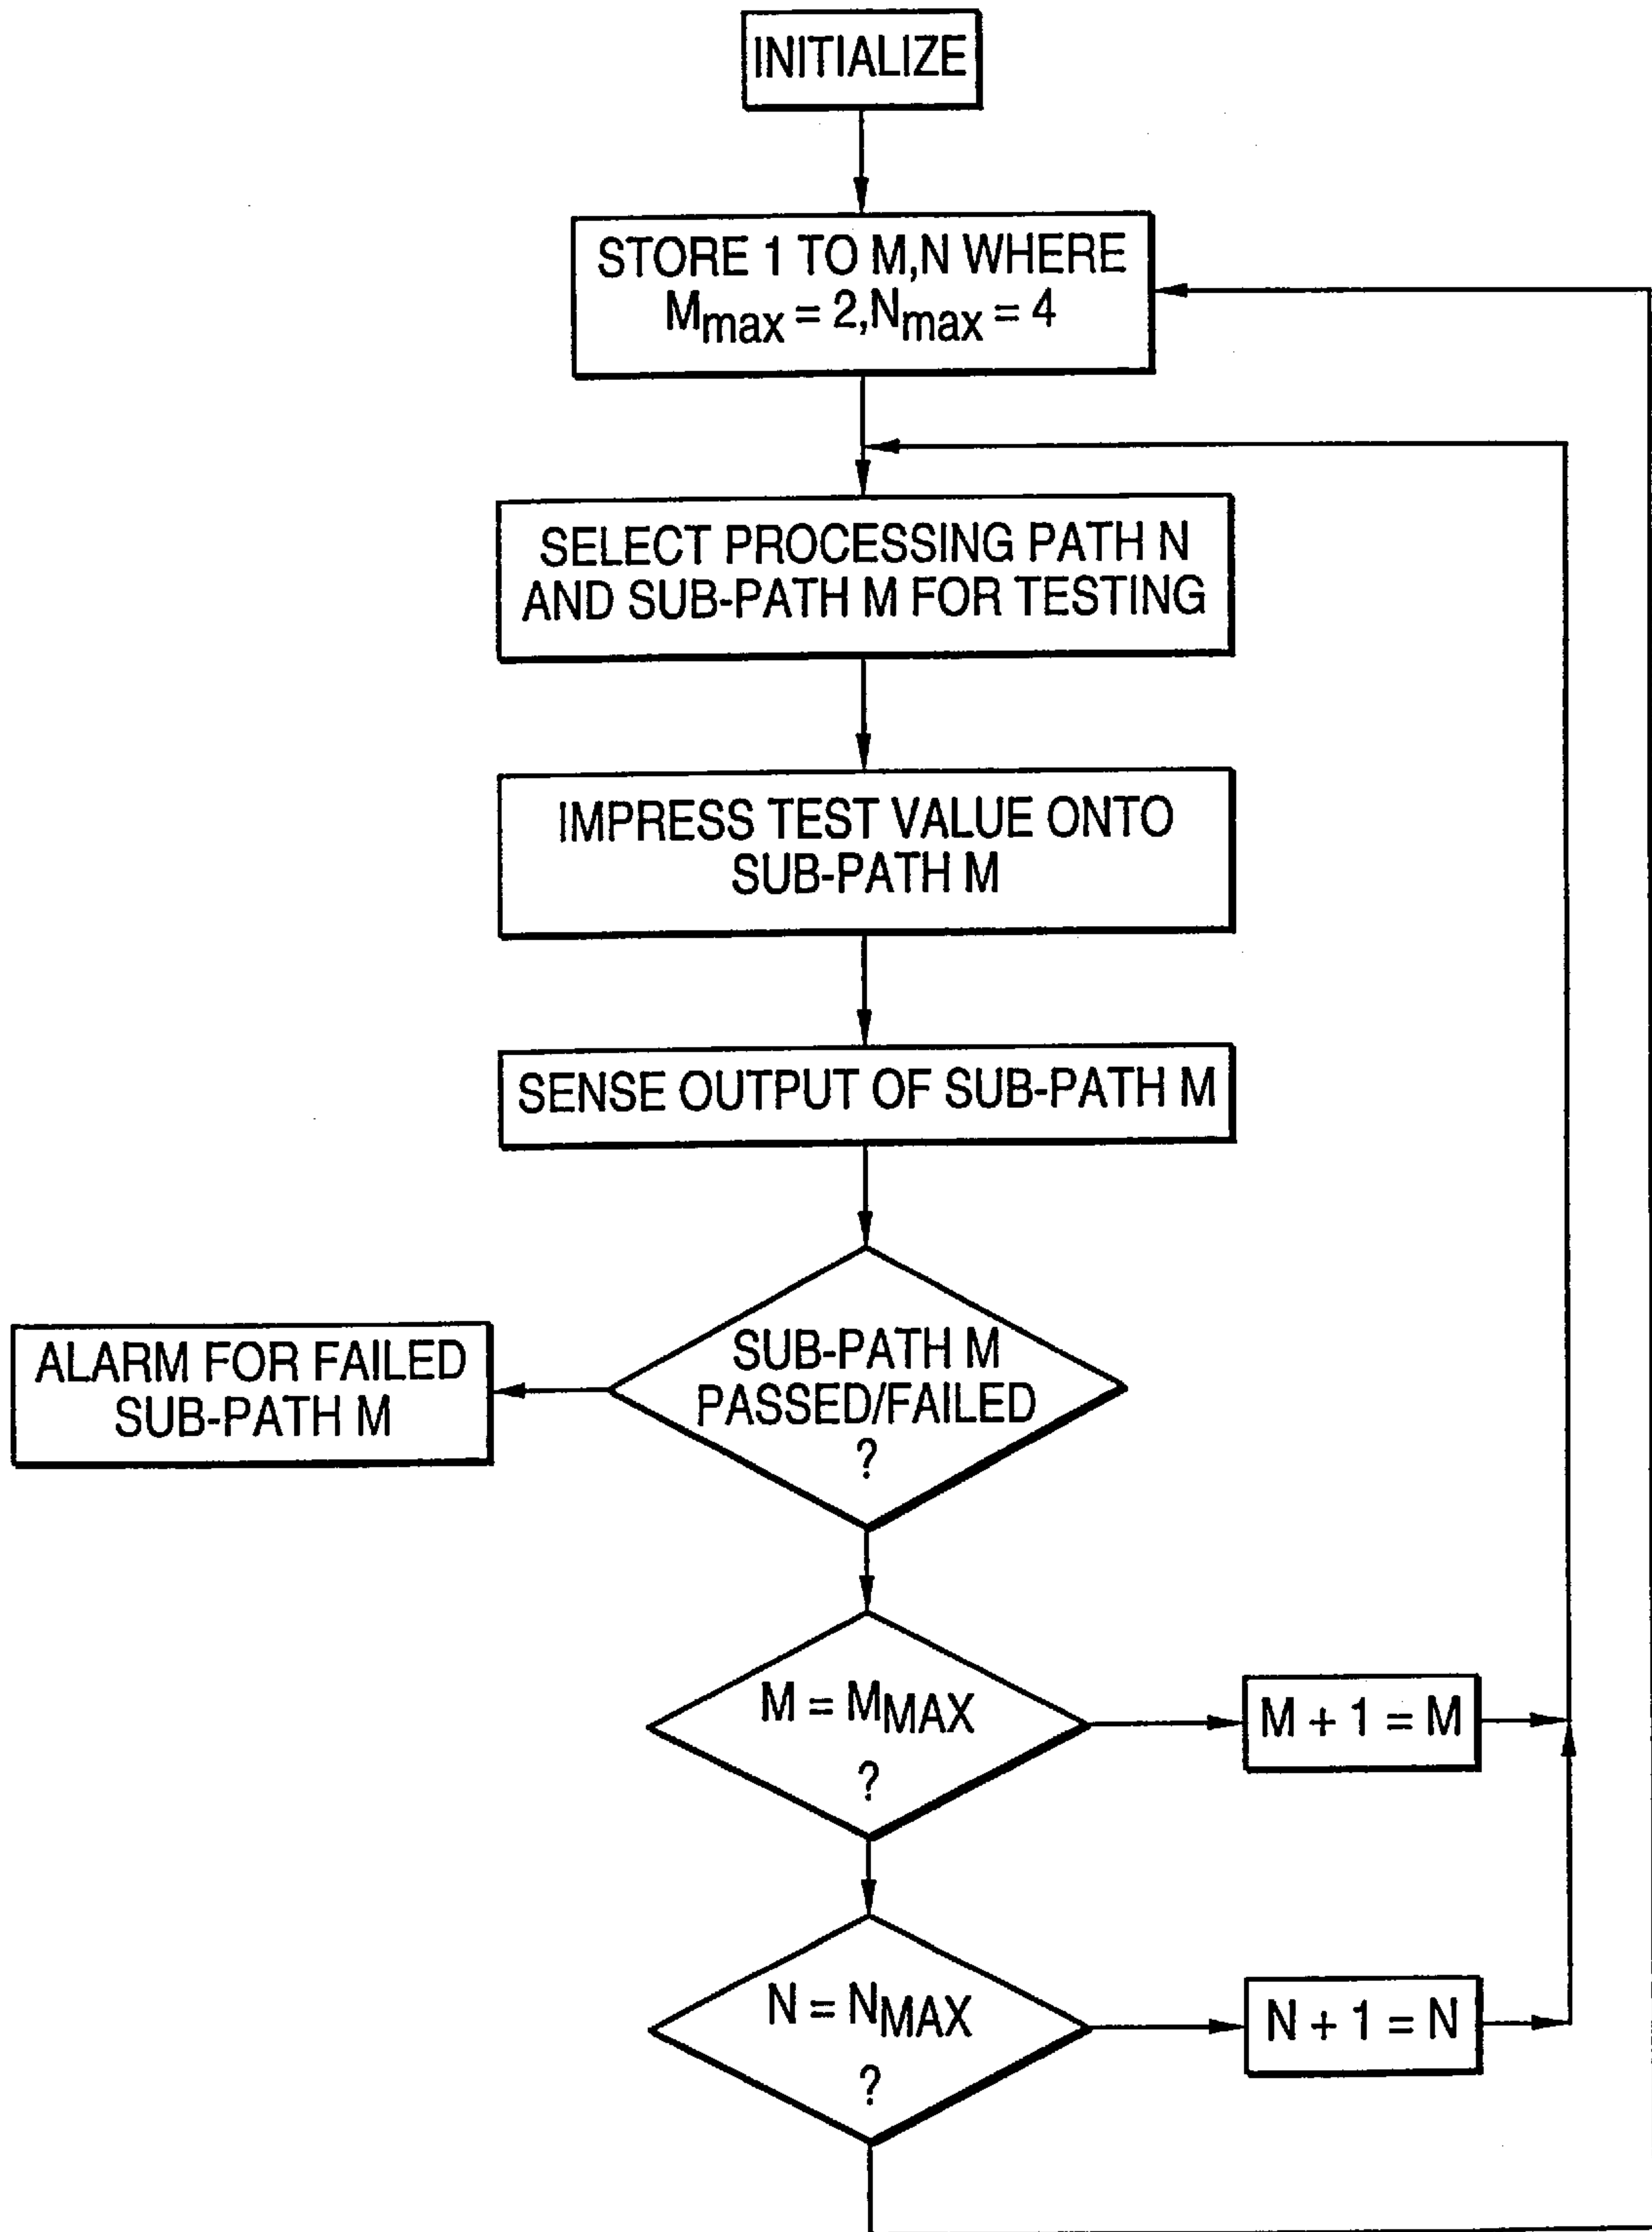 INITIALIZE
STORE 1 TO M,N WHERE
Mmax = 2,Nmax = 4
SELECT PROCESSING PATH N
AND SUB-PATH M FOR TESTING
IMPRESS TEST VALUE ONTO
SUB-PATH M
SENSE OUTPUT OF SUB-PATH M
SUB-PATH M
PASSED/FAILED
?
ALARM FOR FAILED
SUB-PATH M
M = MMAX
?
M + 1 = M
N = NMAX
?
N + 1 = N